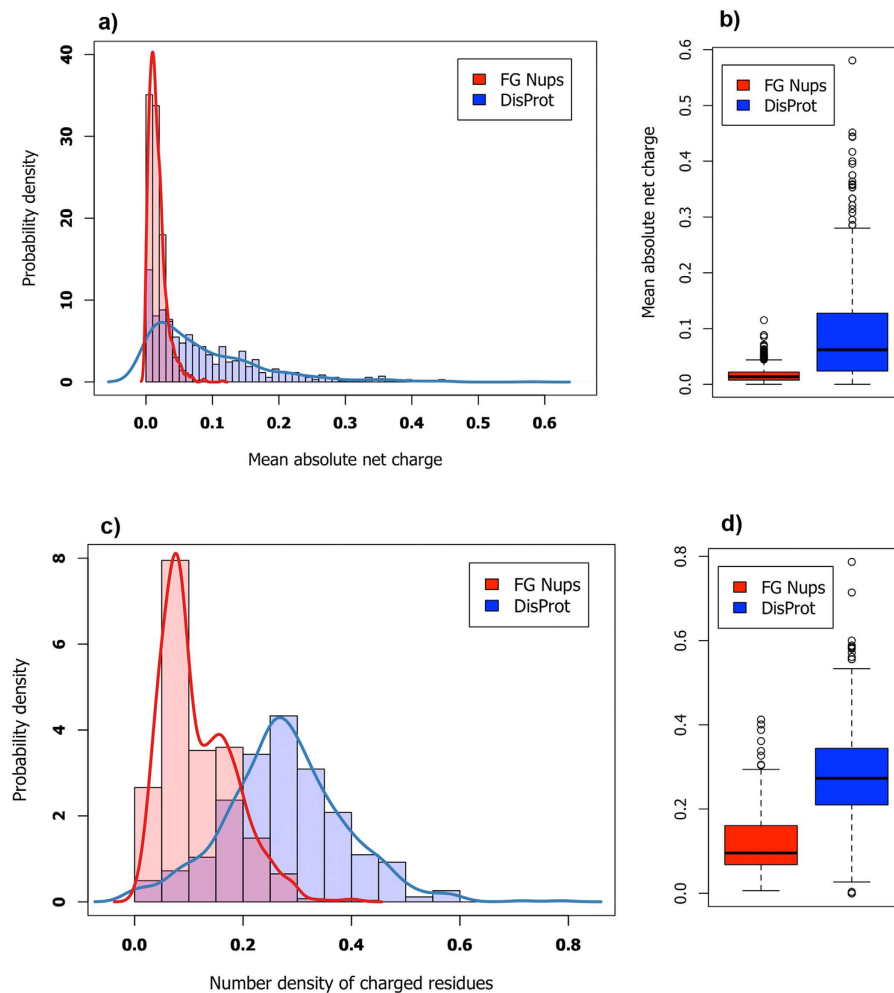 a)
FG Nups
DisProt
Probability density
40
30
20
10
0
0.0 0.1 0.2 0.3 0.4 0.5 0.6
Mean absolute net charge
b)
FG Nups
DisProt
Mean absolute net charge
0.6
0.5
0.4
0.3
0.2
0.1
0.0
c)
FG Nups
DisProt
Probability density
8
6
4
2
0
0.0 0.2 0.4 0.6 0.8
Number density of charged residues
d)
FG Nups
DisProt
0.8
0.6
0.4
0.2
0.0